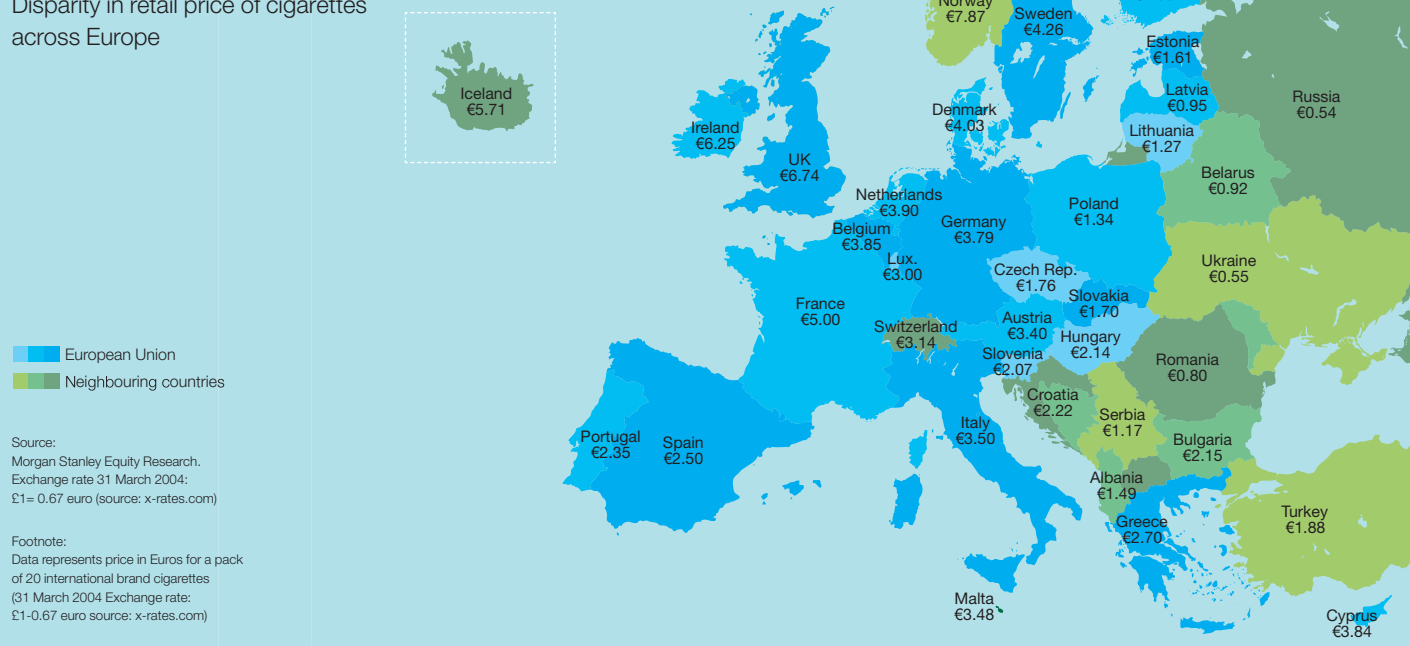 Disparity in retail price of cigarettes
across Europe
Norway
€7.87
Sweden
€4.26
Estonia
€1.61
Iceland
€5.71
Latvia
€0.95
Russia
€0.54
Denmark
€4.03
Ireland
€6.25
Lithuania
€1.27
UK
€6.74
Belarus
€0.92
Netherlands
€3.90
Poland
€1.34
Germany
€3.79
Belgium
€3.85
Lux.
€3.00
Ukraine
€0.55
Czech Rep.
€1.76
Slovakia
€1.70
France
€5.00
Austria
€3.40
Switzerland
€3.14
Hungary
€2.14
Slovenia
€2.07
Romania
€0.80
European Union
Neighbouring countries
Croatia
€2.22
Serbia
€1.17
Italy
€3.50
Portugal
€2.35
Spain
€2.50
Bulgaria
€2.15
Albania
€1.49
Greece
€2.70
Turkey
€1.88
Malta
€3.48
Cyprus
€3.84
Source:
Morgan Stanley Equity Research.
Exchange rate 31 March 2004:
£1= 0.67 euro (source: x-rates.com)
Footnote:
Data represents price in Euros for a pack
of 20 international brand cigarettes
(31 March 2004 Exchange rate:
£1-0.67 euro source: x-rates.com)